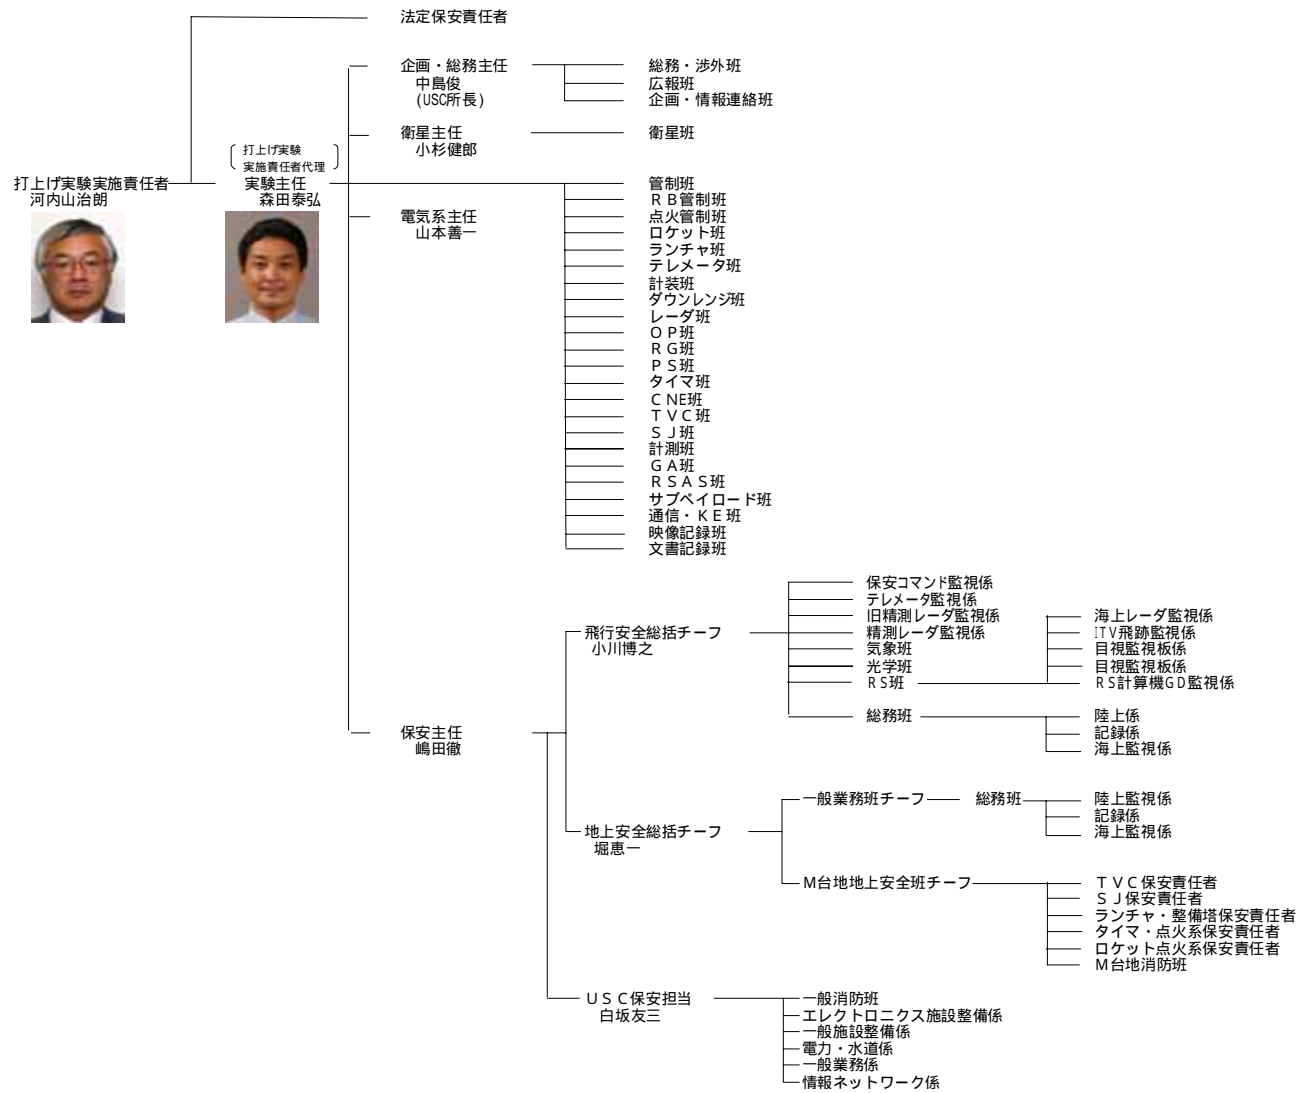 法定保安責任者
企画・総務主任
中島俊
(USC所長)
総務・渉外班
広報班
企画・情報連絡班
衛星主任
小杉健郎
衛星班
打上げ実験
実施責任者代理
打上げ実験実施責任者
河内山治朗
実験主任
森田泰弘
電気系主任
山本善一
管制班
ＲＢ管制班
点火管制班
ロケット班
ランチャ班
テレメータ班
計装班
ダウンレンジ班
レーダ班
ＯＰ班
ＲＧ班
ＰＳ班
タイマ班
ＣNE班
ＴＶＣ班
ＳＪ班
計測班
ＧＡ班
ＲＳＡＳ班
サブペイロード班
通信・ＫＥ班
映像記録班
文書記録班
保安主任
嶋田徹
飛行安全総括チーフ
小川博之
保安コマンド監視係
テレメータ監視係
旧精測レーダ監視係
精測レーダ監視係
気象班
光学班
RS班
海上レーダ監視係
ITV飛跡監視係
目視監視板係
目視監視板係
RS計算機GD監視係
総務班
陸上係
記録係
海上監視係
地上安全総括チーフ
堀恵一
一般業務班チーフ
総務班
陸上監視係
記録係
海上監視係
M台地地上安全班チーフ
ＴＶＣ保安責任者
ＳＪ保安責任者
ランチャ・整備塔保安責任者
タイマ・点火系保安責任者
ロケット点火系保安責任者
M台地消防班
ＵＳＣ保安担当
白坂友三
一般消防班
エレクトロニクス施設整備係
一般施設整備係
電力・水道係
一般業務係
情報ネットワーク係